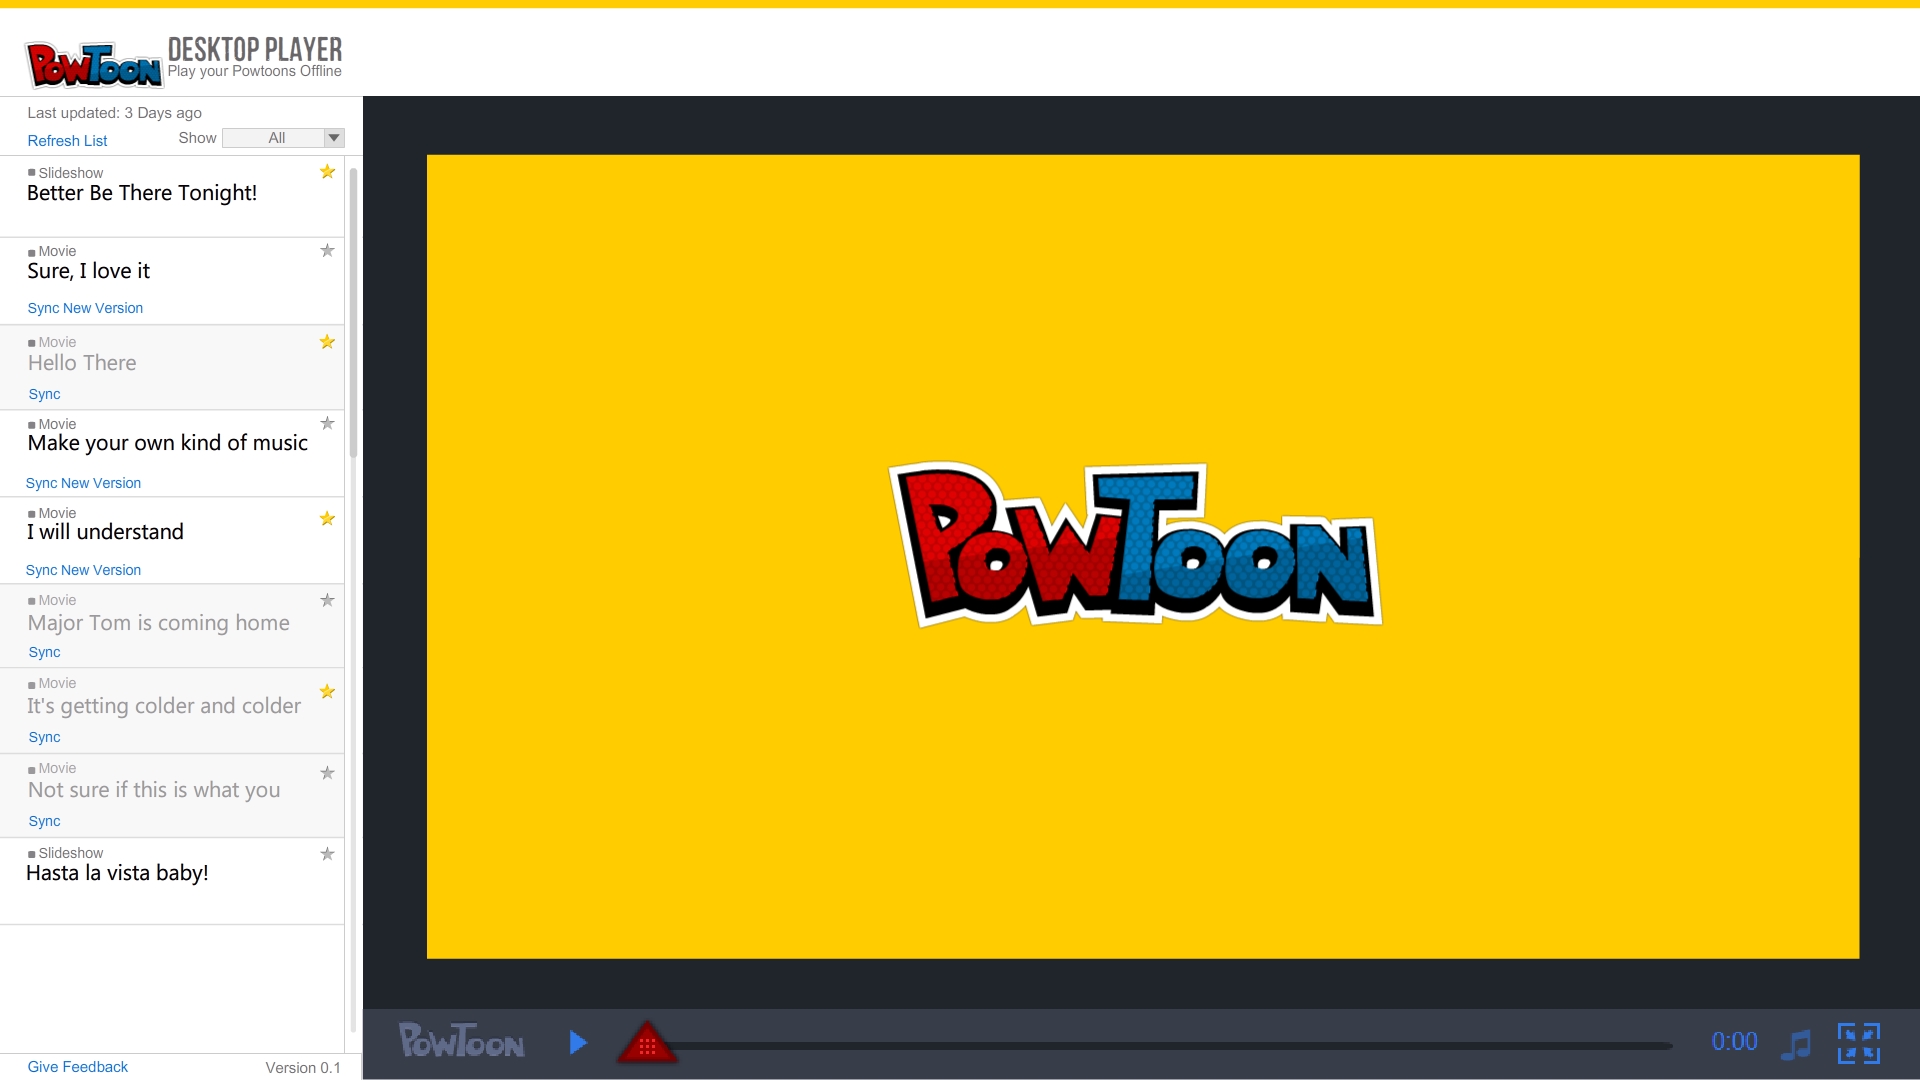 POWTOON DESKTOP PLAYER
Play your Powtoons Offline
Last updated: 3 Days ago
Refresh List Show All
Slideshow
Better Be There Tonight!
Movie
Sure, I love it
Sync New Version
Movie
Hello There
Sync
Movie
Make your own kind of music
Sync New Version
Movie
I will understand
Sync New Version
Movie
Major Tom is coming home
Sync
Movie
It's getting colder and colder
Sync
Movie
Not sure if this is what you
Sync
Slideshow
Hasta la vista baby!
Give Feedback Version 0.1
POWTOON
POWTOON 0:00